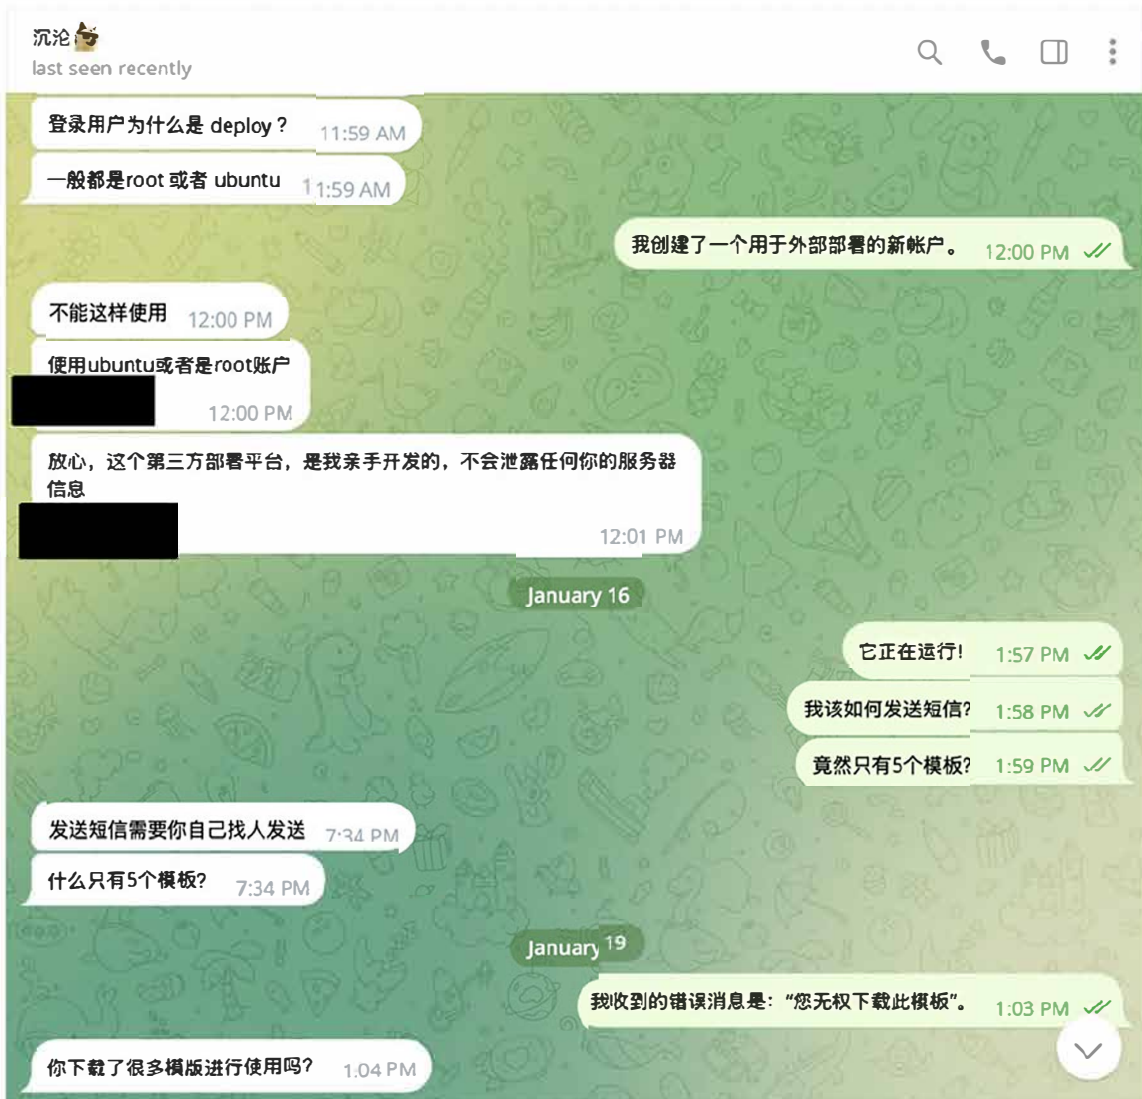 沉沦
last seen recently
登录用户为什么是 deploy？ 11:59 AM
一般都是root 或者 ubuntu 11:59 AM
我创建了一个用于外部部署的新帐户。 12:00 PM
不能这样使用 12:00 PM
使用ubuntu或者是root账户
12:00 PM
放心，这个第三方部署平台，是我亲手开发的，不会泄露任何你的服务器
信息
12:01 PM
January 16
它正在运行! 1:57 PM
我该如何发送短信? 1:58 PM
竟然只有5个模板? 1:59 PM
发送短信需要你自己找人发送 7:34 PM
什么只有5个模板? 7:34 PM
January 19
我收到的错误消息是：“您无权下载此模板”。 1:03 PM
你下载了很多模版进行使用吗? 1:04 PM